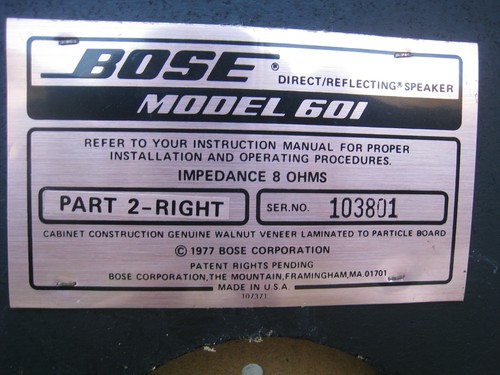 BOSE®
DIRECT/REFLECTING® SPEAKER
MODEL 601
REFER TO YOUR INSTRUCTION MANUAL FOR PROPER
INSTALLATION AND OPERATING PROCEDURES.
IMPEDANCE 8 OHMS
PART 2-RIGHT
SER.NO. 103801
CABINET CONSTRUCTION GENUINE WALNUT VENEER LAMINATED TO PARTICLE BOARD
© 1977 BOSE CORPORATION
PATENT RIGHTS PENDING
BOSE CORPORATION, THE MOUNTAIN, FRAMINGHAM, MA. 01701
MADE IN U.S.A.
107371